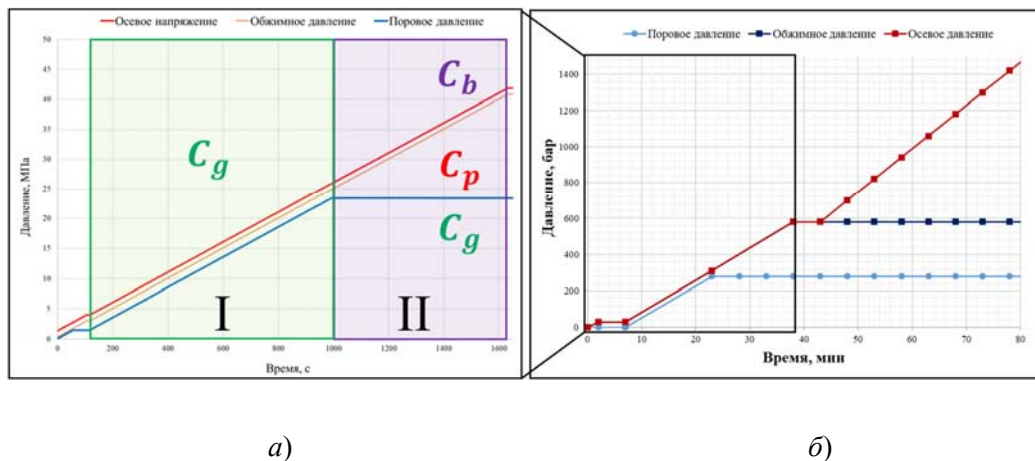 Осевое напряжение Обжимное давление Поровое давление
Давление, МПа
50
45
40
35
30
25
20
15
10
5
0
C_g
C_b
C_p
C_g
I
II
0 200 400 600 800 1000 1200 1400 1600
Время, с
Поровое давление Обжимное давление Осевое давление
Давление, бар
1400
1200
1000
800
600
400
200
0
0 10 20 30 40 50 60 70 80
Время, мин
а)
б)